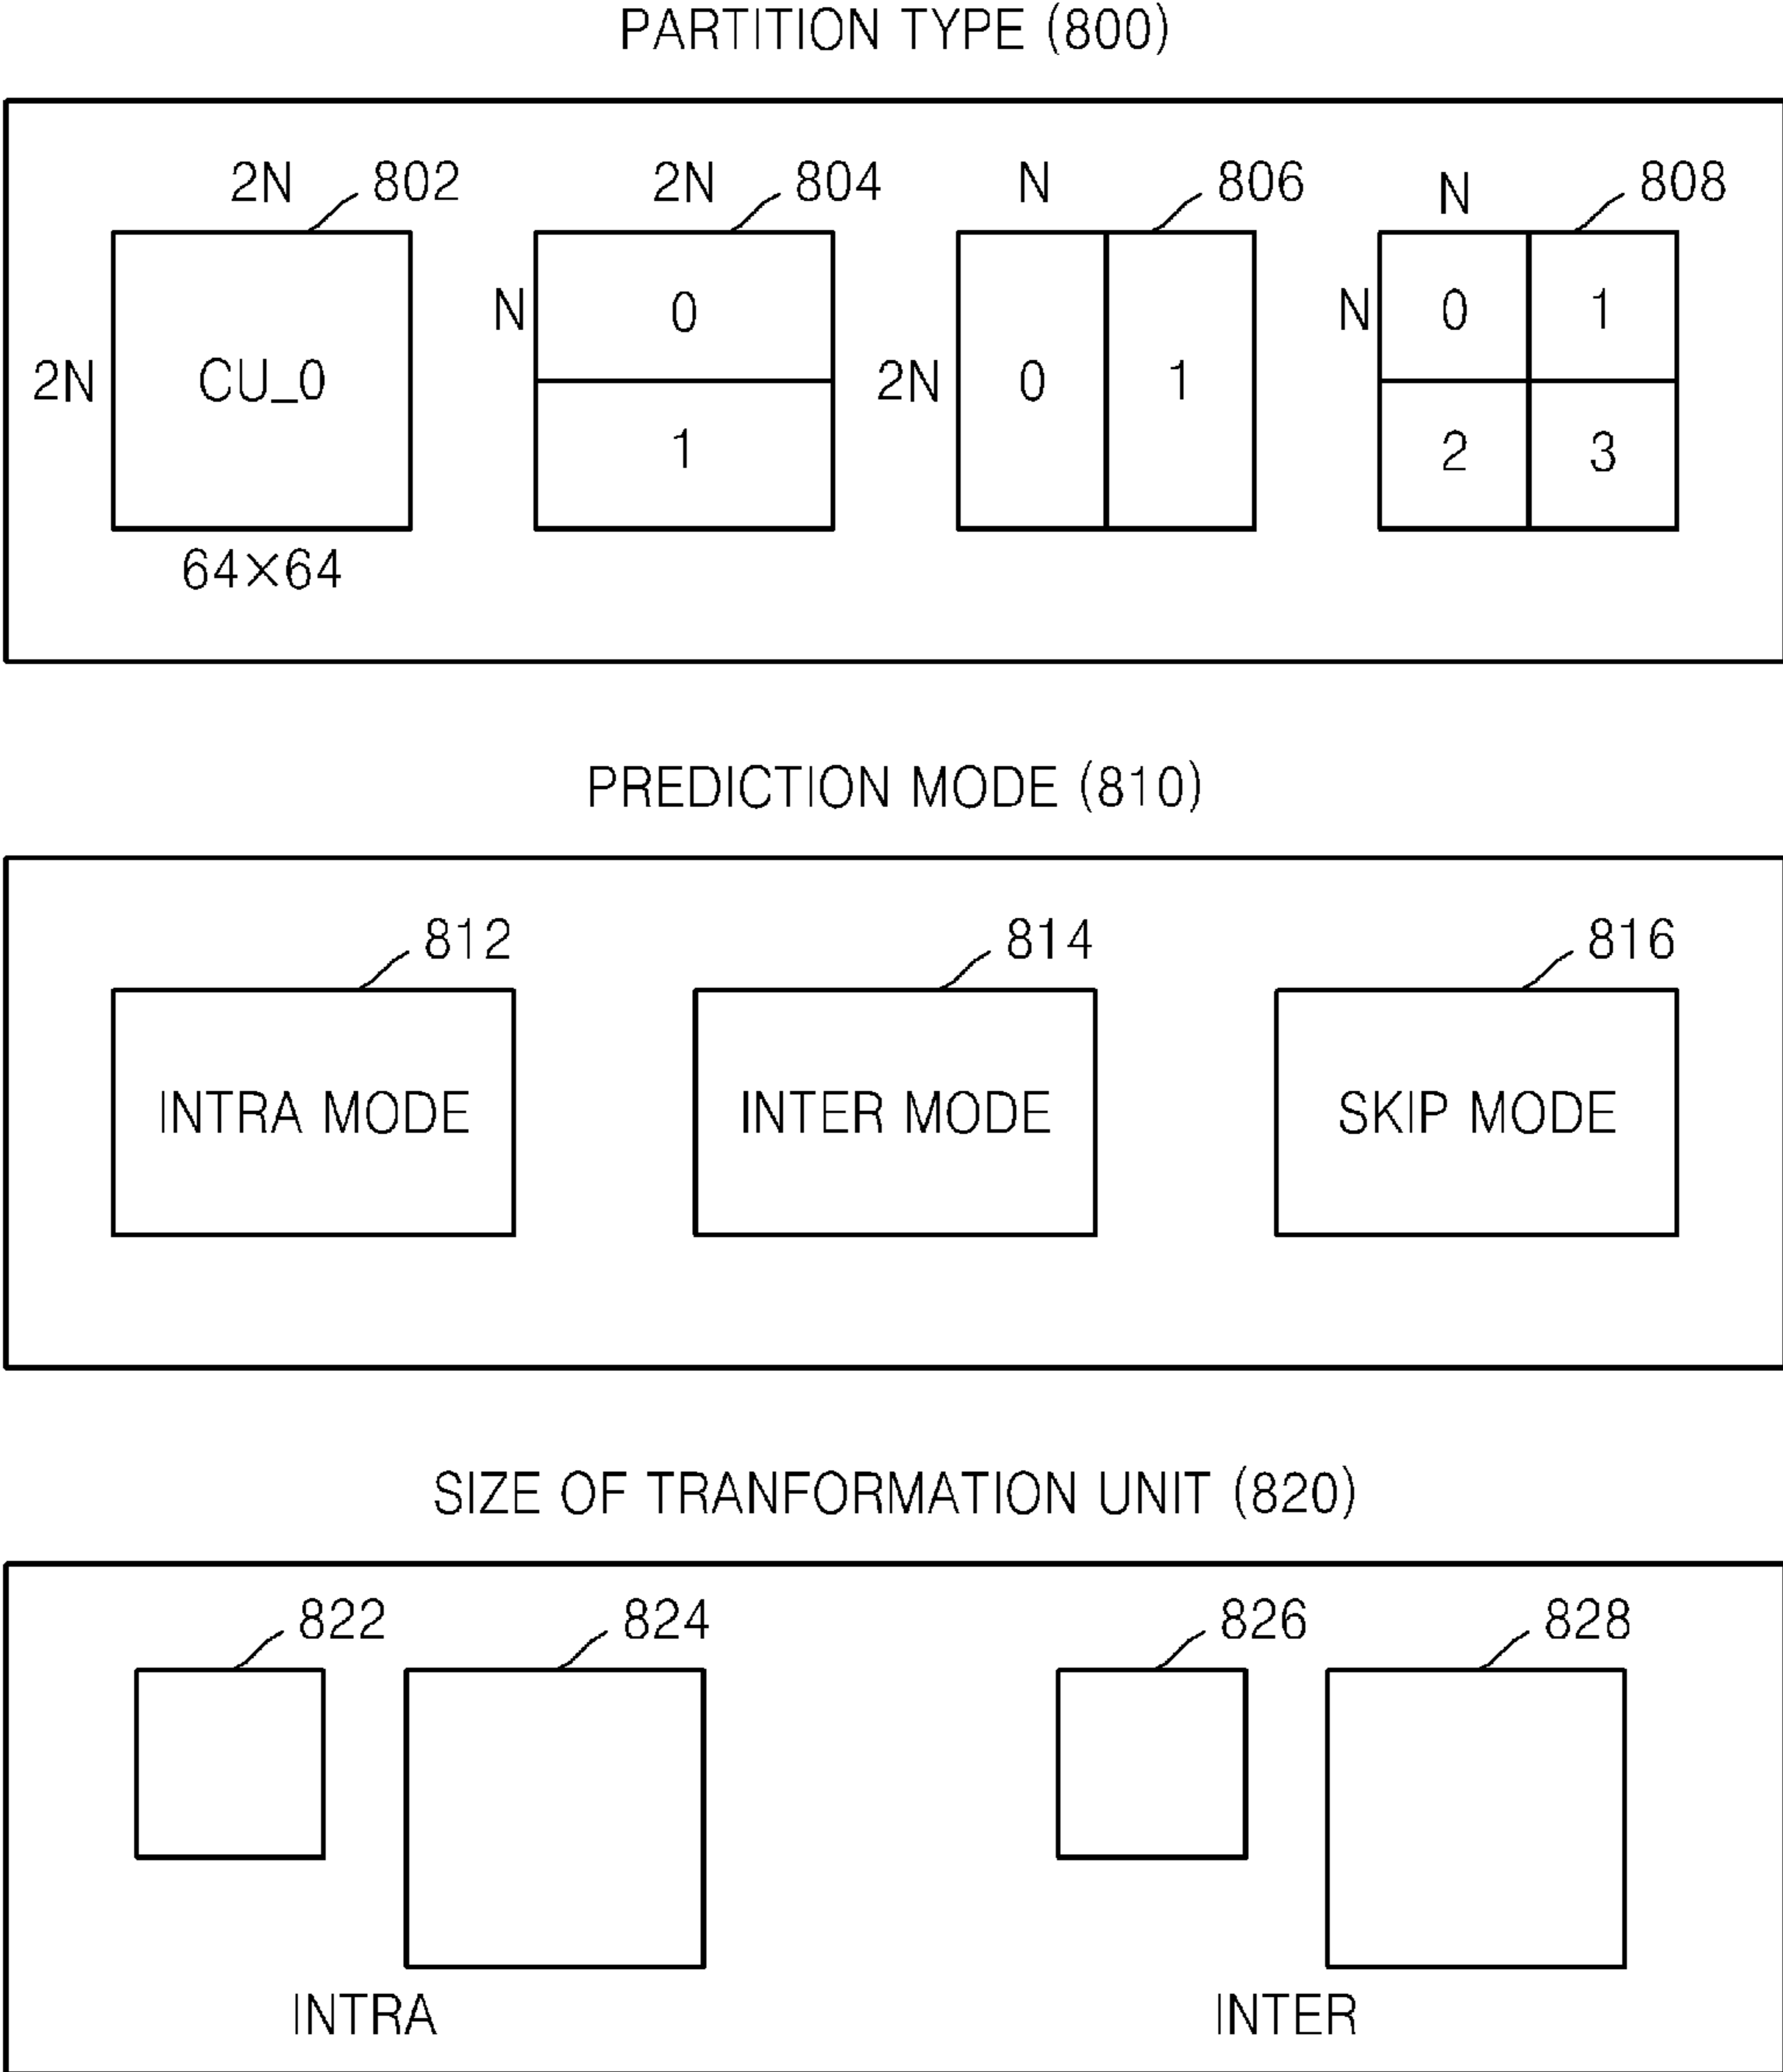 PARTITION TYPE (800)
2N 802 2N 804 N 806 N 808
2N CU_0 N 0 1 2N 0 1 N 0 1 2 3
64×64
PREDICTION MODE (810)
812 814 816
INTRA MODE INTER MODE SKIP MODE
SIZE OF TRANFORMATION UNIT (820)
822 824 826 828
INTRA INTER